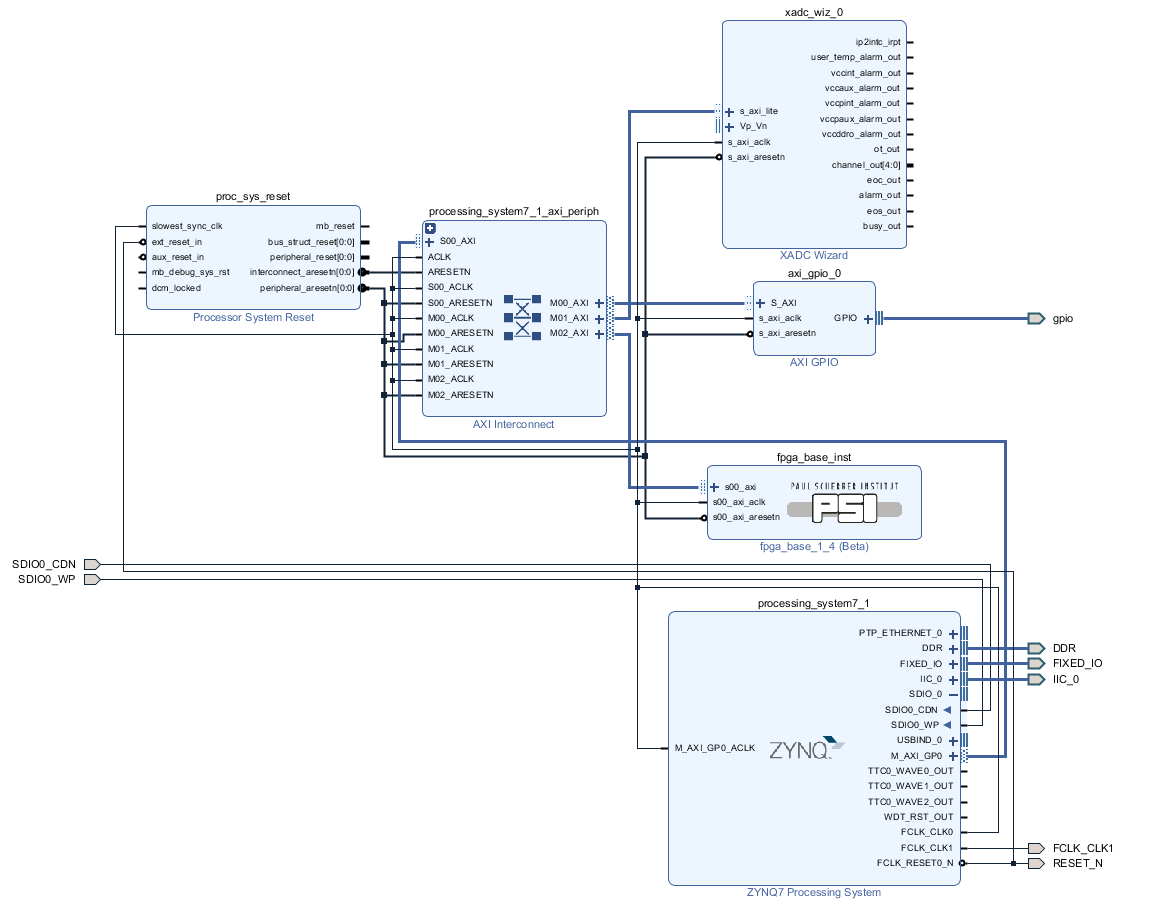 xadc_wiz_0
ip2intc_irpt
user_temp_alarm_out
vccint_alarm_out
vccaux_alarm_out
vccpint_alarm_out
vccpaux_alarm_out
vccddro_alarm_out
ot_out
channel_out[4:0]
eoc_out
alarm_out
eos_out
busy_out
s_axi_lite
Vp_Vn
s_axi_aclk
s_axi_aresetn
XADC Wizard
proc_sys_reset
slowest_sync_clk
ext_reset_in
aux_reset_in
mb_debug_sys_rst
dcm_locked
mb_reset
bus_struct_reset[0:0]
peripheral_reset[0:0]
interconnect_aresetn[0:0]
peripheral_aresetn[0:0]
Processor System Reset
processing_system7_1_axi_periph
S00_AXI
ACLK
ARESETN
S00_ACLK
S00_ARESETN
M00_ACLK
M00_ARESETN
M01_ACLK
M01_ARESETN
M02_ACLK
M02_ARESETN
M00_AXI
M01_AXI
M02_AXI
AXI Interconnect
axi_gpio_0
S_AXI
s_axi_aclk
s_axi_aresetn
GPIO
AXI GPIO
gpio
fpga_base_inst
s00_axi
s00_axi_aclk
s00_axi_aresetn
PAUL SCHERRER INSTITUT
PSI
fpga_base_1_4 (Beta)
SDIO0_CDN
SDIO0_WP
processing_system7_1
M_AXI_GP0_ACLK
ZYNQ
PTP_ETHERNET_0
DDR
FIXED_IO
IIC_0
SDIO_0
SDIO0_CDN
SDIO0_WP
USBIND_0
M_AXI_GP0
TTC0_WAVE0_OUT
TTC0_WAVE1_OUT
TTC0_WAVE2_OUT
WDT_RST_OUT
FCLK_CLK0
FCLK_CLK1
FCLK_RESET0_N
ZYNQ7 Processing System
DDR
FIXED_IO
IIC_0
FCLK_CLK1
RESET_N